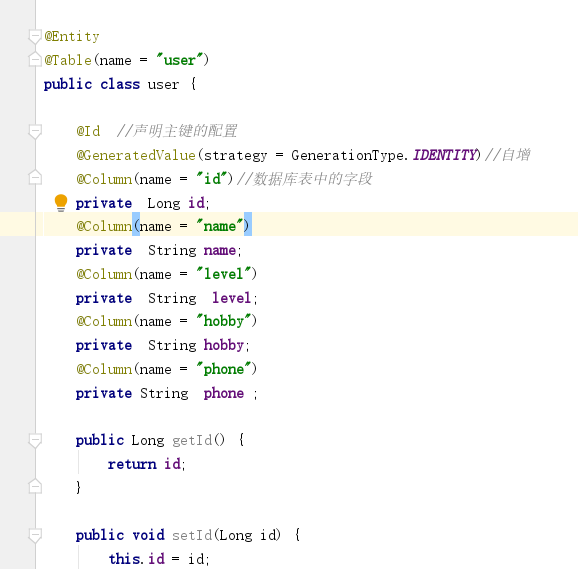 @Entity
@Table(name = "user")
public class user {
@Id  //声明主键的配置
@GeneratedValue(strategy = GenerationType.IDENTITY)//自增
@Column(name = "id")//数据库表中的字段
private  Long id;
@Column(name = "name")
private  String name;
@Column(name = "level")
private  String  level;
@Column(name = "hobby")
private  String hobby;
@Column(name = "phone")
private String  phone ;
public Long getId() {
return id;
}
public void setId(Long id) {
this.id = id;